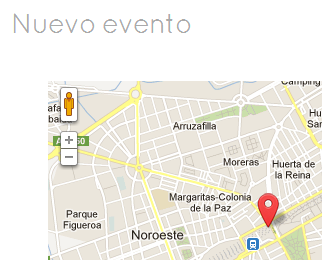 Nuevo evento
Camping
Arruzafilla
Moreras
Huerta de
la Reina
Margaritas-Colonia
de la Paz
Parque
Figueroa
Noroeste